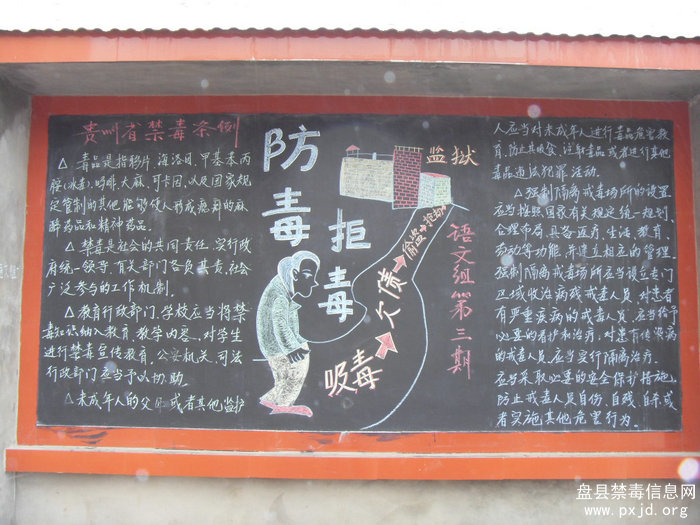 贵州省禁毒条例
△毒品是指鸦片、海洛因、甲基苯丙
胺(冰毒)、吗啡、大麻、可卡因,以及国家规
定管制的其他能够使人形成瘾癖的麻
醉药品和精神药品。
△禁毒是社会的共同责任,实行政
府统一领导,有关部门各负其责,社会
广泛参与的工作机制。
△教育行政部门、学校应当将禁
毒知识纳入教育、教学内容,对学生
进行禁毒宣传教育,公安机关、司法
行政部门应当予以协助。
△未成年人的父母或者其他监护
防毒
拒毒
监狱
吸毒→欠债→偷盗→抢劫
语文组第三期
人应当对未成年人进行毒品危害教
育,防止其吸食、注射毒品或者进行其他
毒品违法犯罪活动。
△强制隔离戒毒场所的设置
应当按照国家有关规定统一规划,
合理布局,具备医疗、生活、教育、
劳动等功能,并建立相应的管理。
强制隔离戒毒场所应当设立专门
区域收治病残戒毒人员,对患者
有严重疾病的戒毒人员,应当给予
必要的看护和治疗;对患有传染病
的戒毒人员,应当实行隔离治疗。
应当采取必要的安全保护措施,
防止戒毒人员自伤、自残、自杀或
者实施其他危害行为。
盘县禁毒信息网
www.pxjd.org